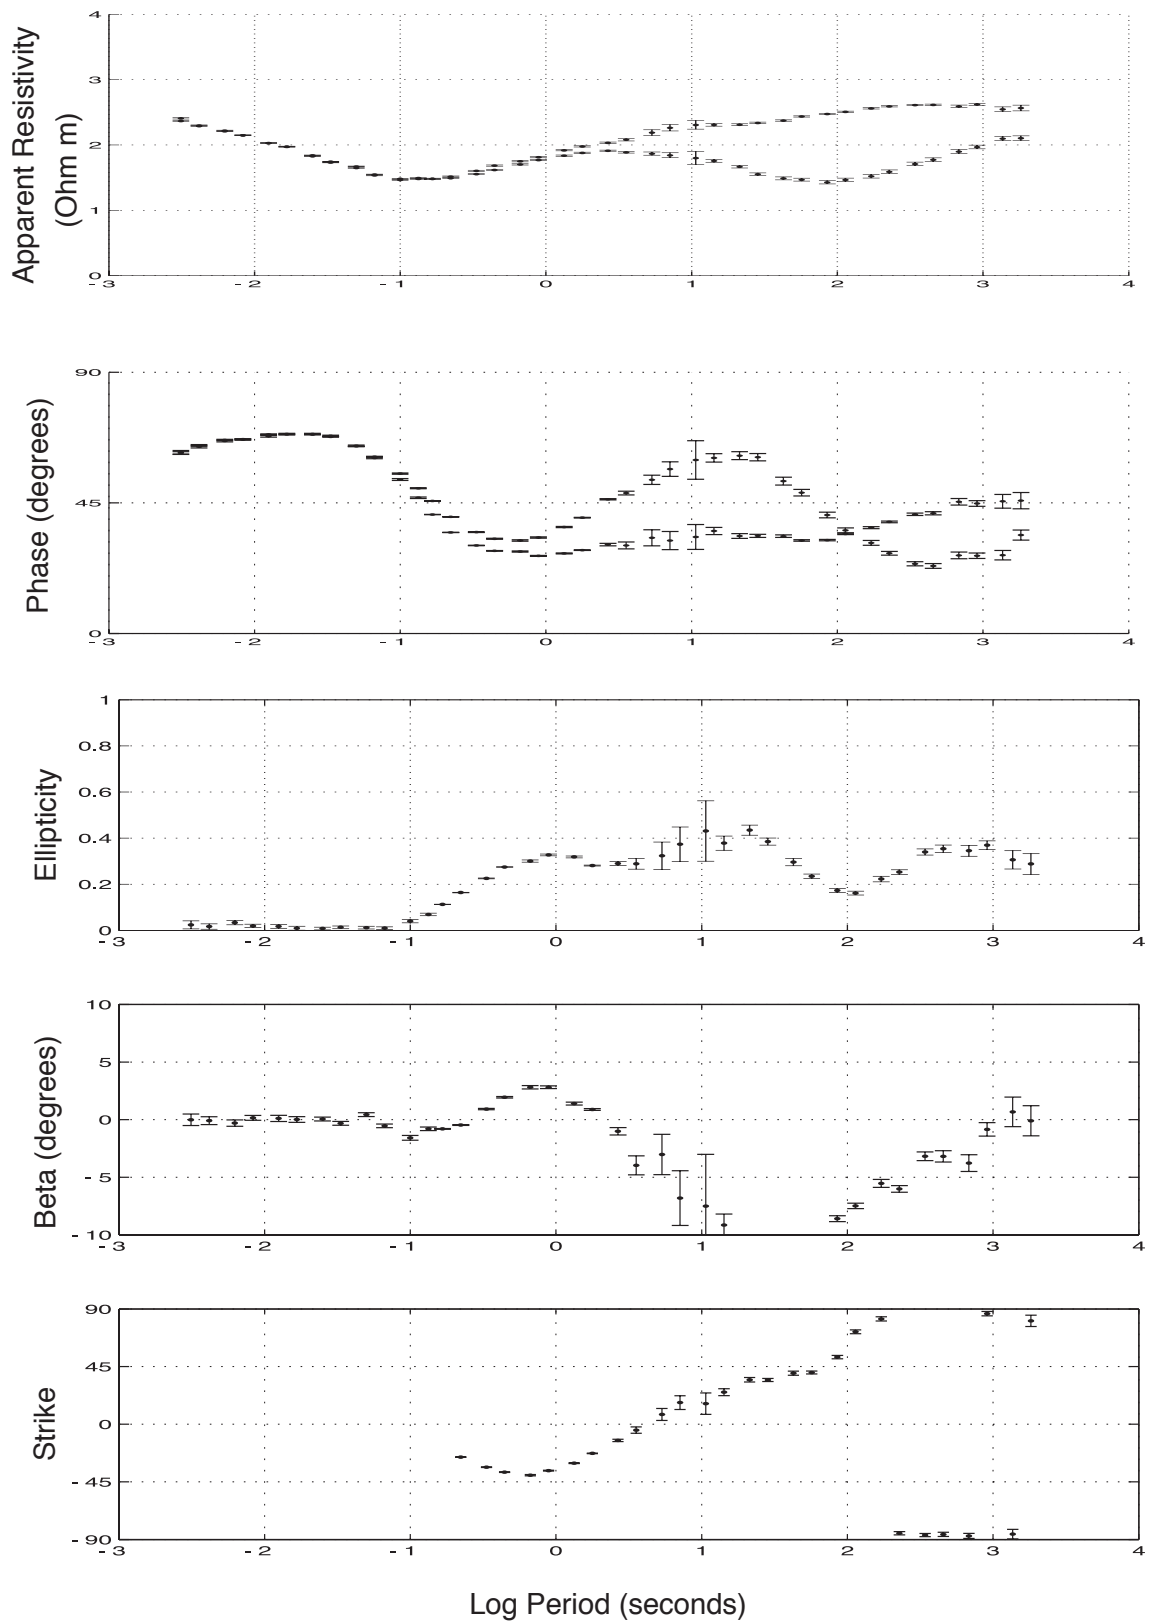 Apparent Resistivity
(Ohm m)
4
3
2
1
0
-3 -2 -1 0 1 2 3 4
Phase (degrees)
90
45
0
-3 -2 -1 0 1 2 3 4
Ellipticity
1
0.8
0.6
0.4
0.2
0
-3 -2 -1 0 1 2 3 4
Beta (degrees)
10
5
0
-5
-10
-3 -2 -1 0 1 2 3 4
Strike
90
45
0
-45
-90
-3 -2 -1 0 1 2 3 4
Log Period (seconds)